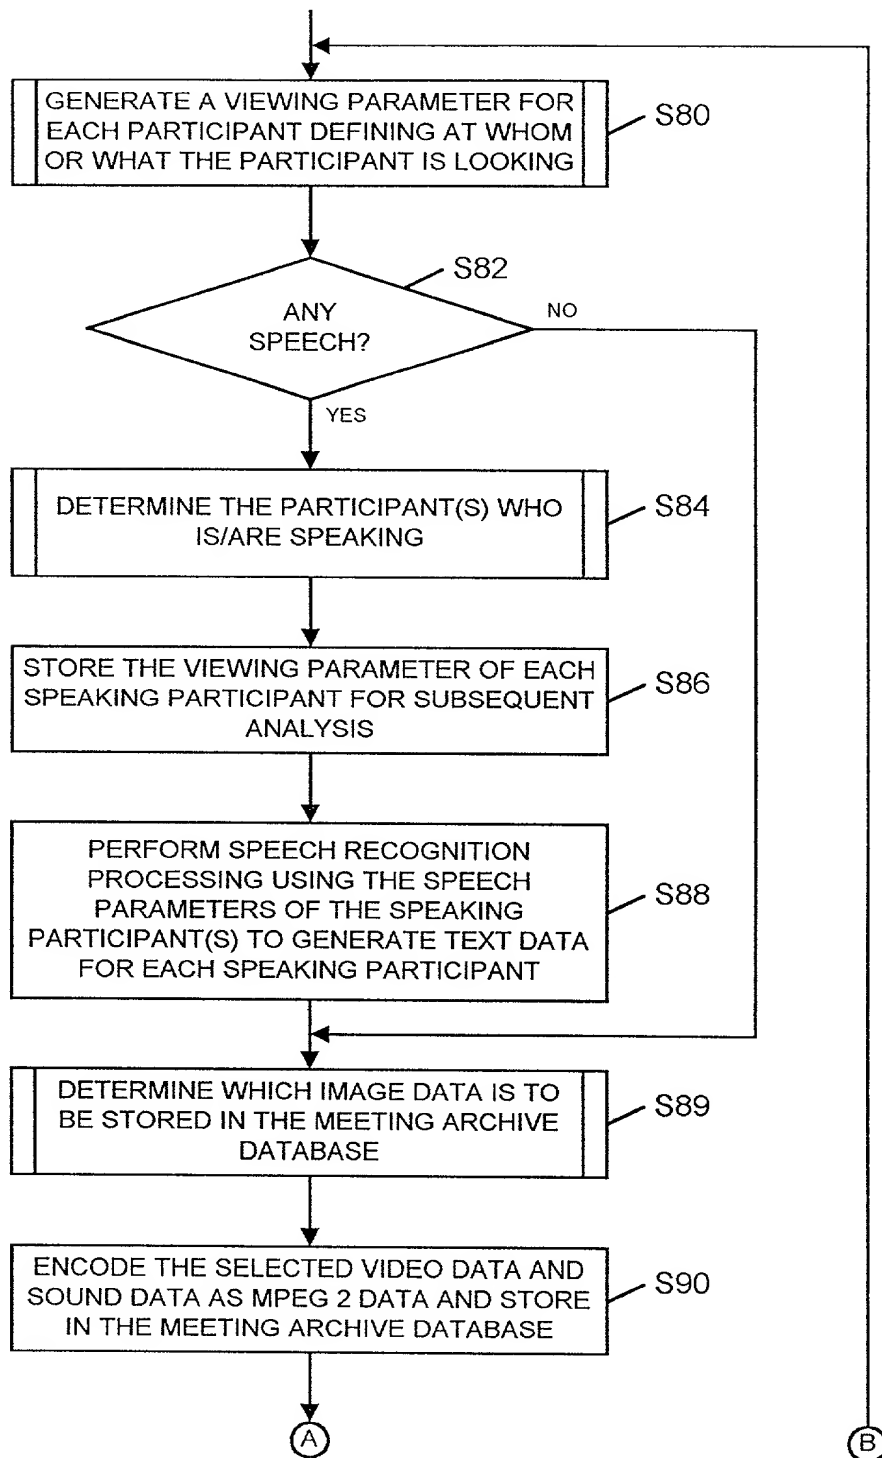 GENERATE A VIEWING PARAMETER FOR
EACH PARTICIPANT DEFINING AT WHOM
OR WHAT THE PARTICIPANT IS LOOKING
S80
S82
ANY
SPEECH?
NO
YES
DETERMINE THE PARTICIPANT(S) WHO
IS/ARE SPEAKING
S84
STORE THE VIEWING PARAMETER OF EACH
SPEAKING PARTICIPANT FOR SUBSEQUENT
ANALYSIS
S86
PERFORM SPEECH RECOGNITION
PROCESSING USING THE SPEECH
PARAMETERS OF THE SPEAKING
PARTICIPANT(S) TO GENERATE TEXT DATA
FOR EACH SPEAKING PARTICIPANT
S88
DETERMINE WHICH IMAGE DATA IS TO
BE STORED IN THE MEETING ARCHIVE
DATABASE
S89
ENCODE THE SELECTED VIDEO DATA AND
SOUND DATA AS MPEG 2 DATA AND STORE
IN THE MEETING ARCHIVE DATABASE
S90
A
B